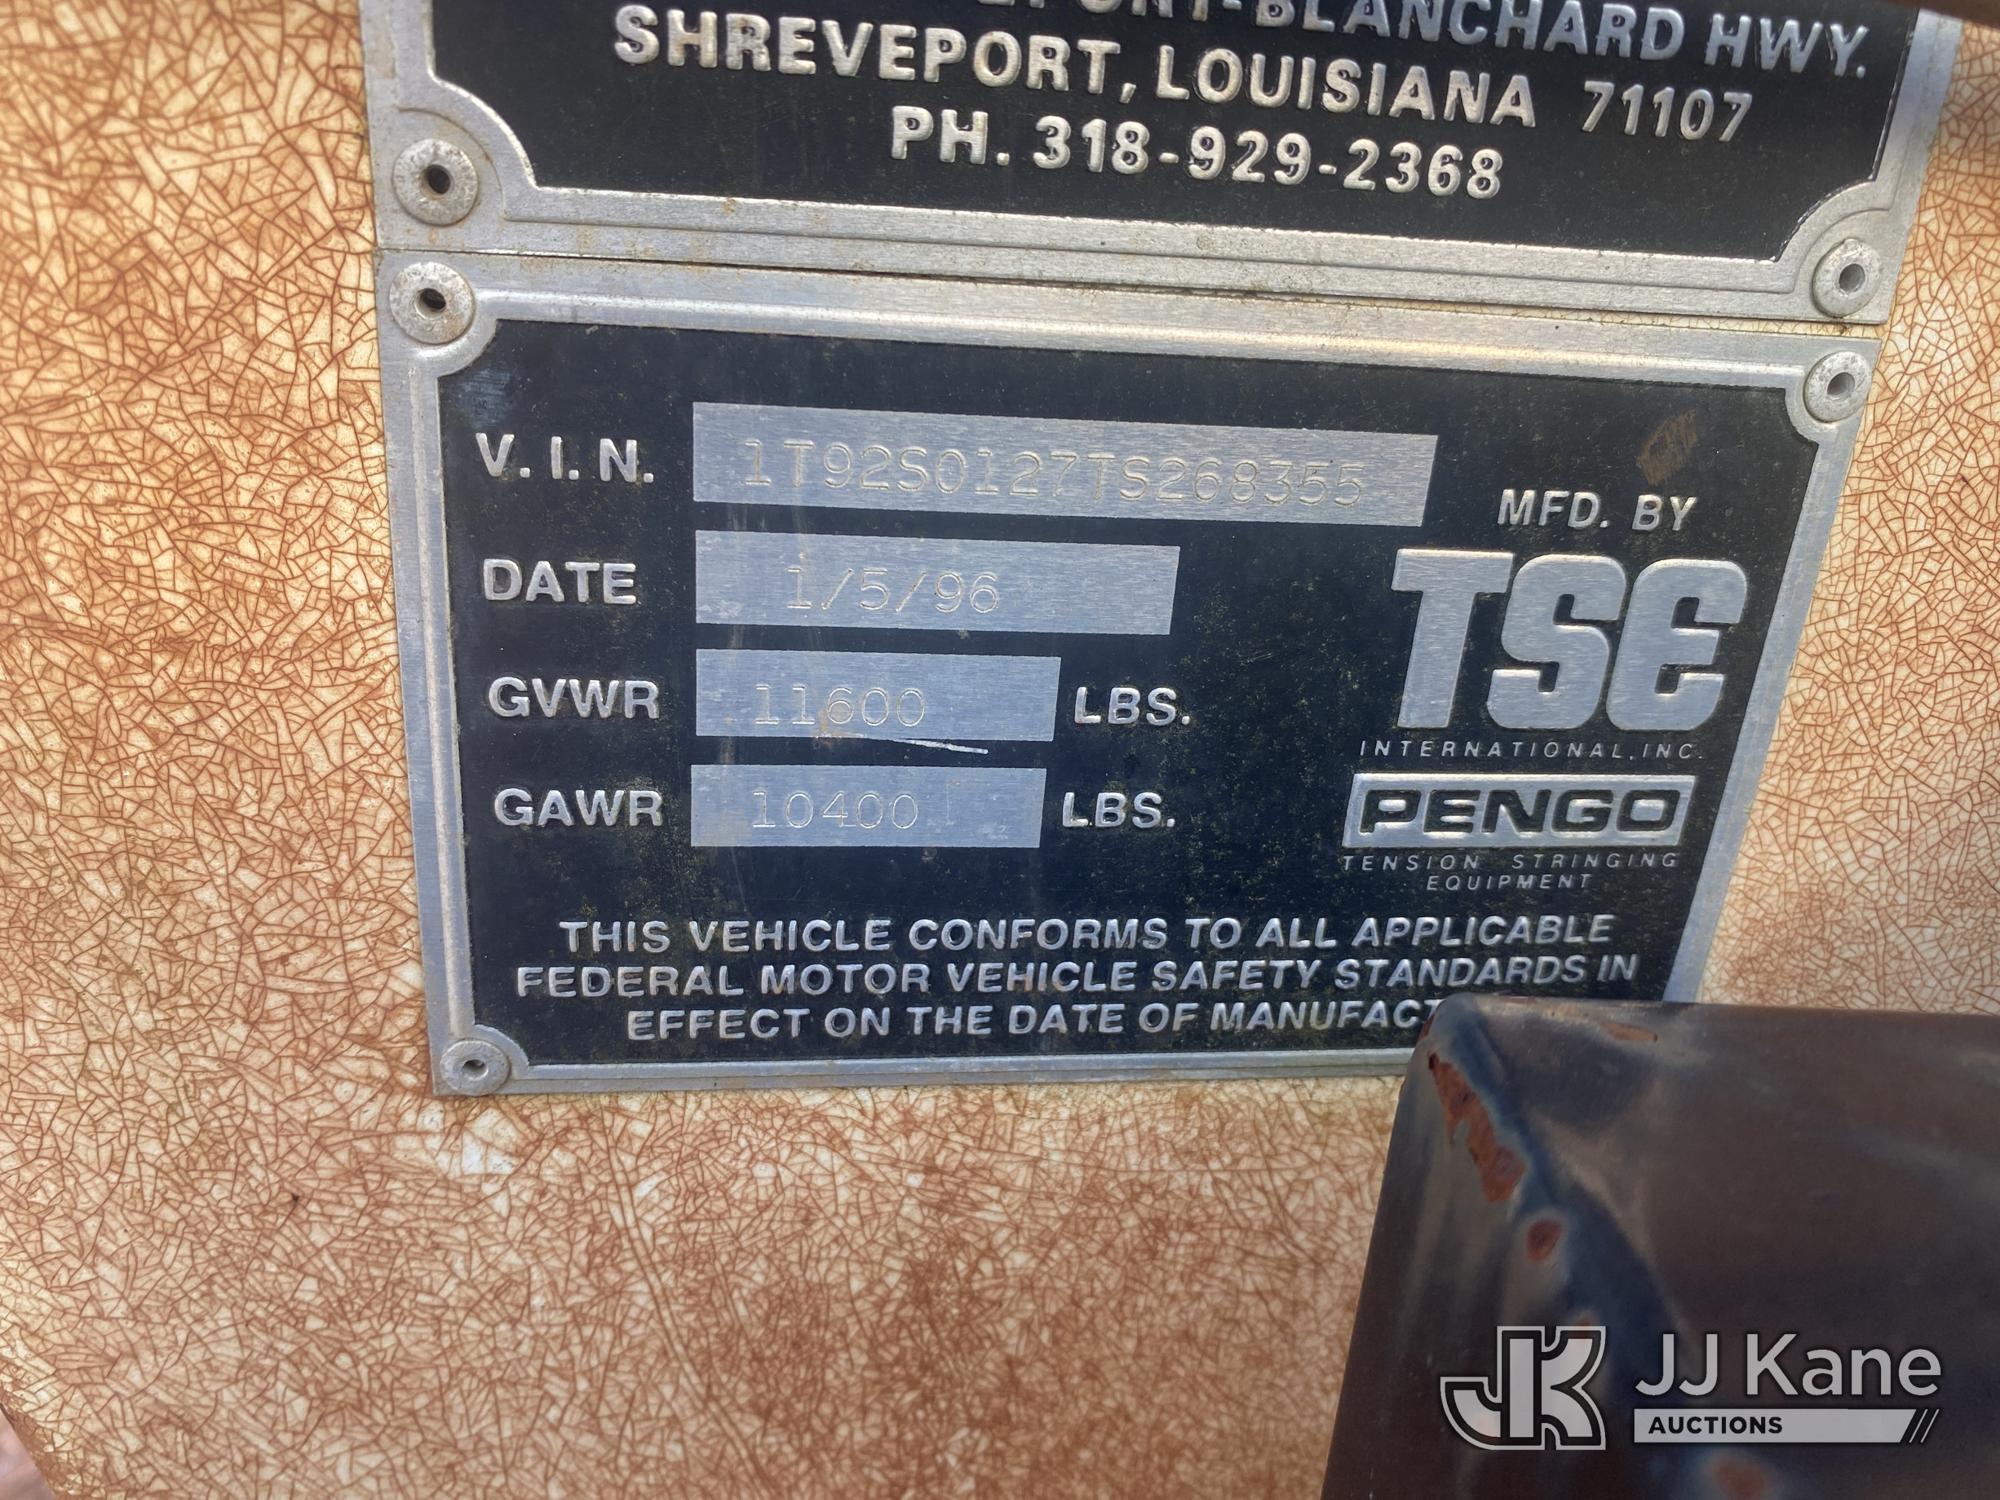 -BLANCHARD HWY.
SHREVEPORT, LOUISIANA 71107
PH. 318-929-2368
V.I.N. 1T92S0127TS268355
DATE 1/5/96
GVWR 11600 LBS.
GAWR 10400 LBS.
MFD. BY
TSE
INTERNATIONAL, INC.
PENGO
TENSION STRINGING
EQUIPMENT
THIS VEHICLE CONFORMS TO ALL APPLICABLE
FEDERAL MOTOR VEHICLE SAFETY STANDARDS IN
EFFECT ON THE DATE OF MANUFACT
JK JJ Kane
AUCTIONS